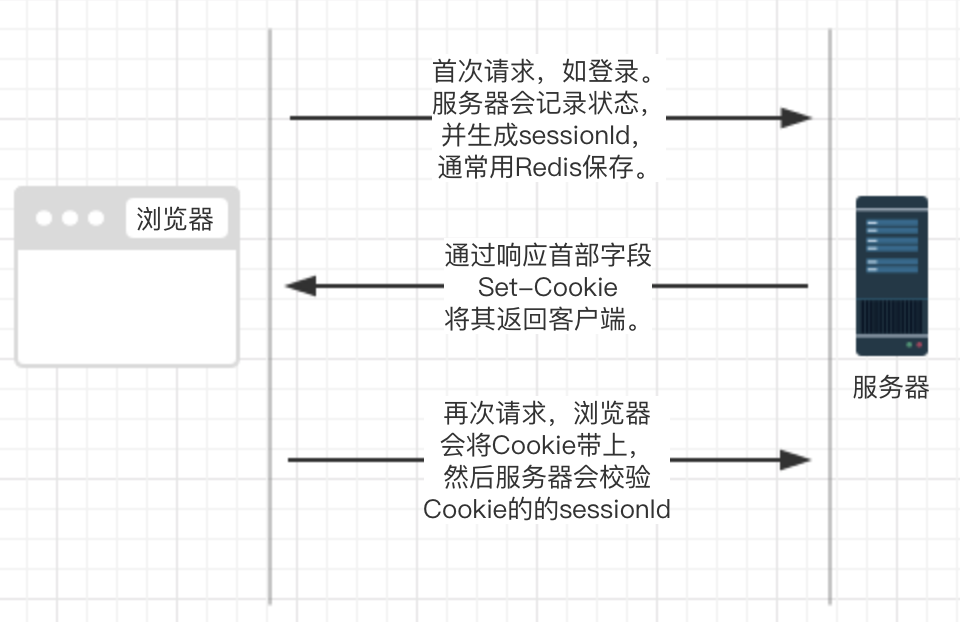 首次请求，如登录。
服务器会记录状态，
并生成sessionId，
通常用Redis保存。
浏览器
通过响应首部字段
Set-Cookie
将其返回客户端。
服务器
再次请求，浏览器
会将Cookie带上，
然后服务器会校验
Cookie的的sessionId